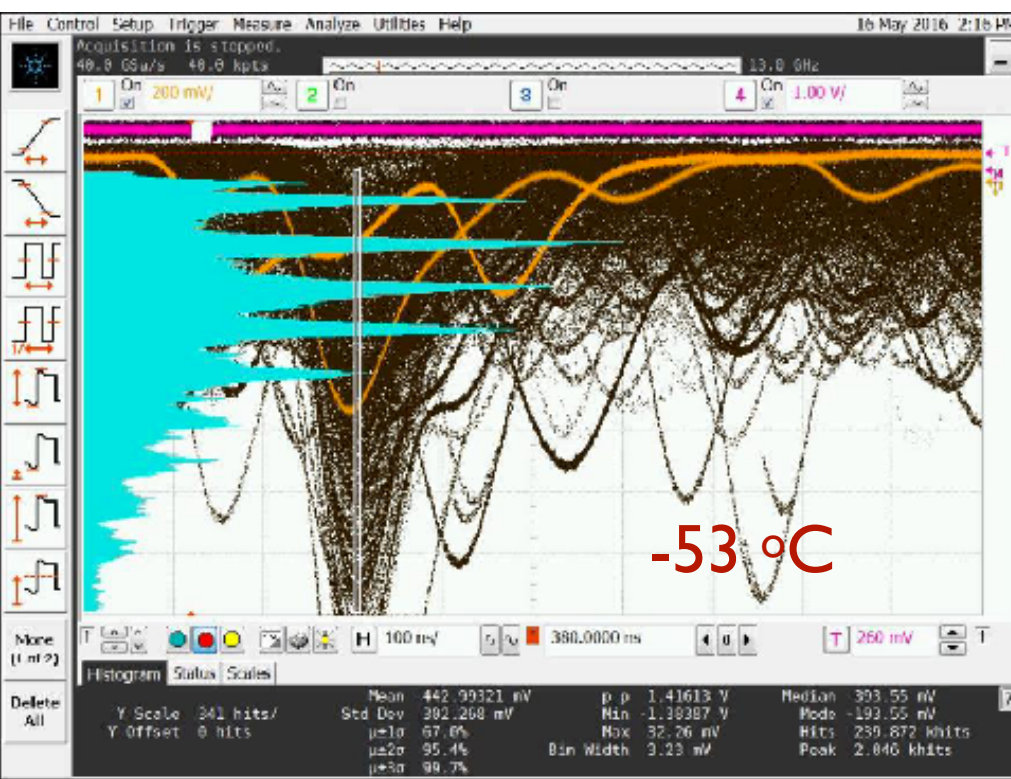 File Control Setup Trigger Measure Analyze Utilities Help 16 May 2016 2:16 PM
Acquisition is stopped.
40.0 GSa/s 40.0 kpts 13.0 GHz
1 On 200 mV/ 2 On 3 On 4 On 1.00 V/
-53 °C
More
(1 of 2)
Delete
All
T H 100 ns/ 380.0000 ns 0 T 260 mV T
Histogram Status Scales
Mean 442.99321 mV p p 1.41613 V Median 393.55 mV
Y Scale 341 hits/ Std Dev 302.268 mV Min -1.38387 V Mode -193.55 mV
Y Offset 0 hits μ±1σ 67.0% Max 32.26 mV Hits 239.872 khits
μ±2σ 95.4% Bin Width 3.23 mV Peak 2.046 khits
μ±3σ 99.7%